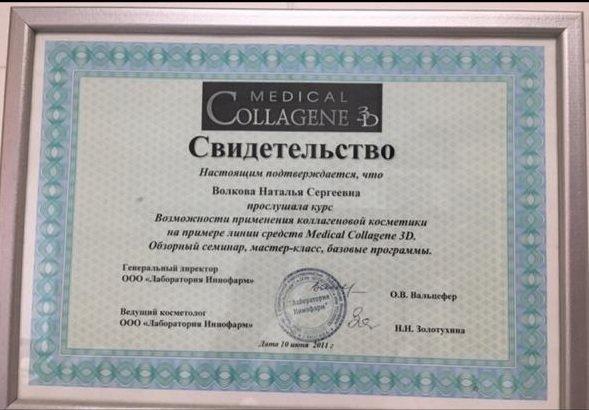 MEDICAL
COLLAGENE 3D
Свидетельство
Настоящим подтверждается, что
Волкова Наталья Сергеевна
прослушала курс
Возможности применения коллагеновой косметики
на примере линии средств Medical Collagene 3D.
Обзорный семинар, мастер-класс, базовые программы.
Генеральный директор
ООО «Лаборатория Иннофарм»
О.В. Вальцефер
"Лаборатория
Иннофарм"
Ведущий косметолог
ООО «Лаборатория Иннофарм»
Н.Н. Золотухина
Дата 10 июня 2011 г